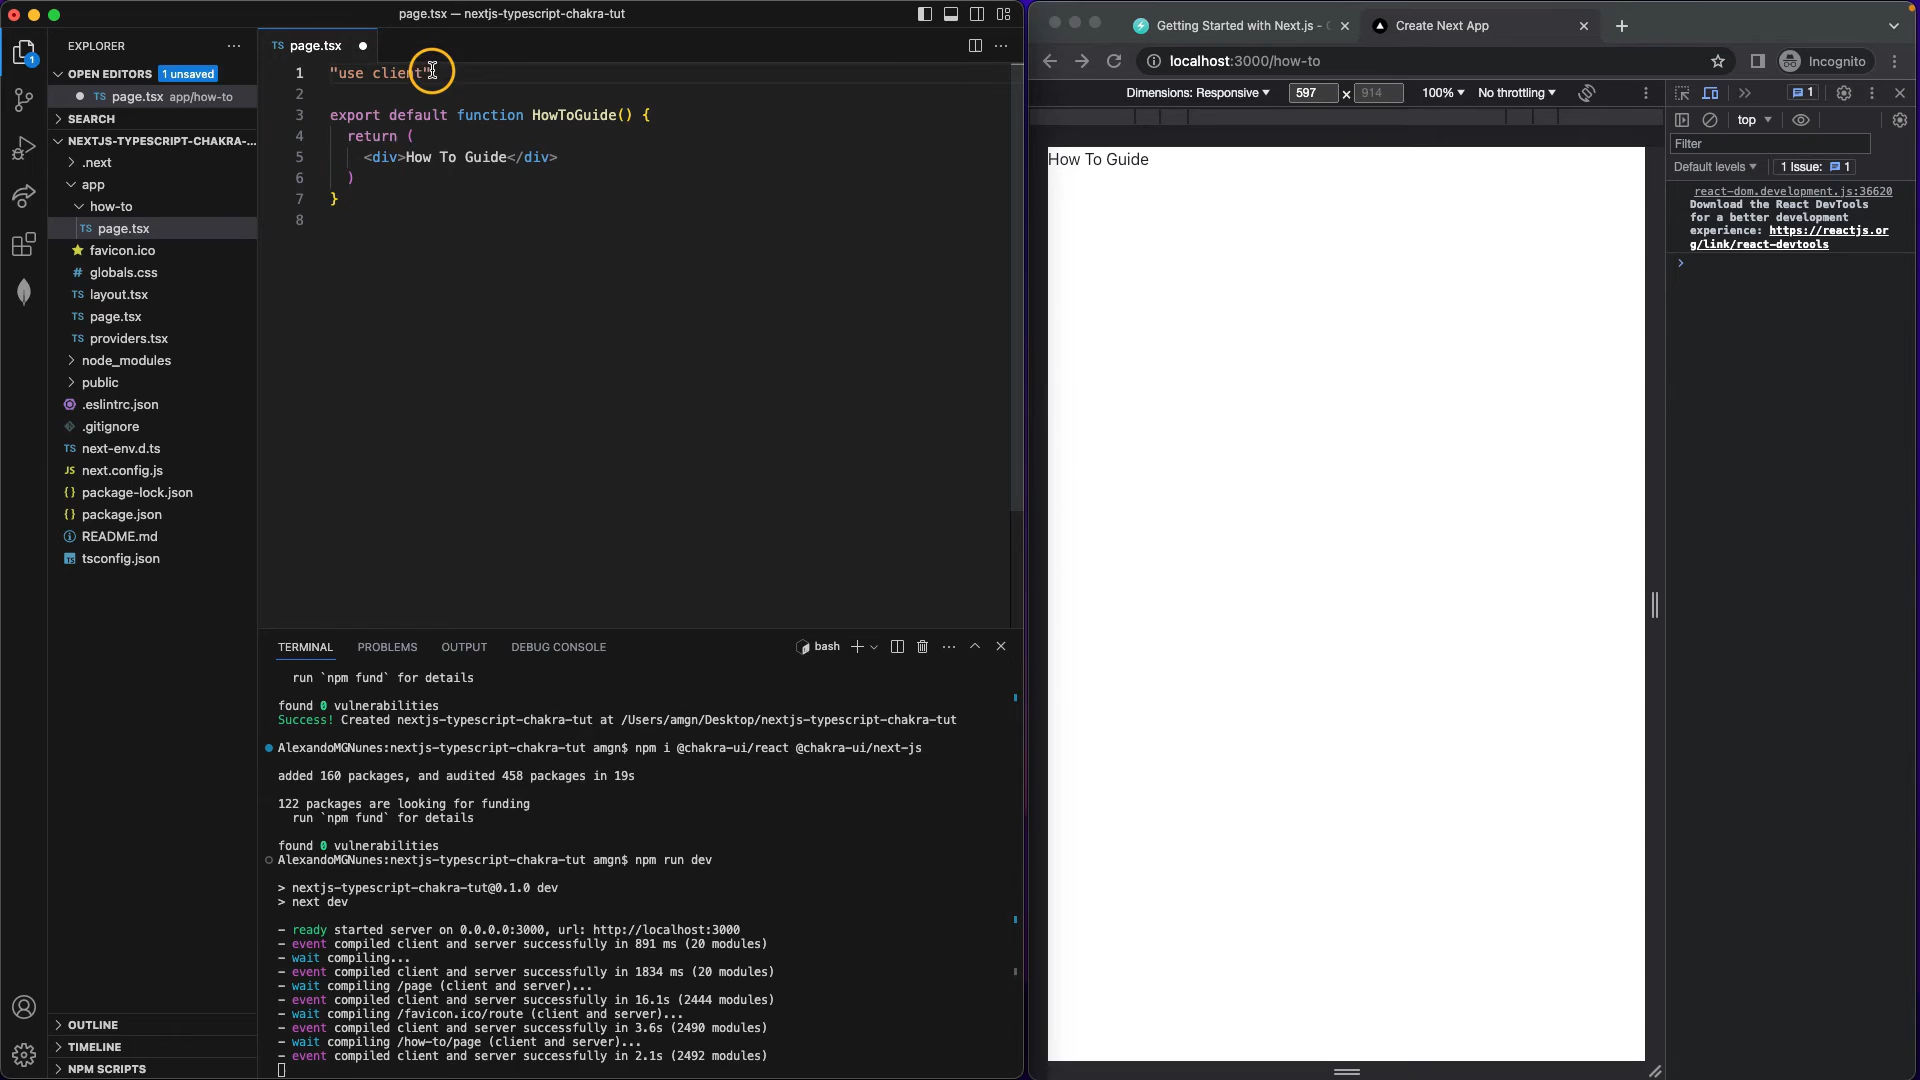 page.tsx — nextjs-typescript-chakra-tut
EXPLORER
OPEN EDITORS 1 unsaved
TS page.tsx app/how-to
SEARCH
NEXTJS-TYPESCRIPT-CHAKRA-...
.next
app
how-to
TS page.tsx
favicon.ico
# globals.css
TS layout.tsx
TS page.tsx
TS providers.tsx
node_modules
public
.eslintrc.json
.gitignore
TS next-env.d.ts
JS next.config.js
{} package-lock.json
{} package.json
README.md
tsconfig.json
OUTLINE
TIMELINE
NPM SCRIPTS
1
TS page.tsx
1 "use client"
2
3 export default function HowToGuide() {
4 return (
5 <div>How To Guide</div>
6 )
7 }
8
TERMINAL PROBLEMS OUTPUT DEBUG CONSOLE bash
run `npm fund` for details
found 0 vulnerabilities
Success! Created nextjs-typescript-chakra-tut at /Users/amgn/Desktop/nextjs-typescript-chakra-tut
AlexandoMGNunes:nextjs-typescript-chakra-tut amgn$ npm i @chakra-ui/react @chakra-ui/next-js
added 160 packages, and audited 458 packages in 19s
122 packages are looking for funding
run `npm fund` for details
found 0 vulnerabilities
AlexandoMGNunes:nextjs-typescript-chakra-tut amgn$ npm run dev
> nextjs-typescript-chakra-tut@0.1.0 dev
> next dev
- ready started server on 0.0.0.0:3000, url: http://localhost:3000
- event compiled client and server successfully in 891 ms (20 modules)
- wait compiling...
- event compiled client and server successfully in 1834 ms (20 modules)
- wait compiling /page (client and server)...
- event compiled client and server successfully in 16.1s (2444 modules)
- wait compiling /favicon.ico/route (client and server)...
- event compiled client and server successfully in 3.6s (2490 modules)
- wait compiling /how-to/page (client and server)...
- event compiled client and server successfully in 2.1s (2492 modules)
Getting Started with Next.js - Create Next App
localhost:3000/how-to Incognito
Dimensions: Responsive 597 × 914 100% No throttling
How To Guide
1
top
Filter
Default levels 1 Issue: 1
react-dom.development.js:36620
Download the React DevTools
for a better development
experience: https://reactjs.or
g/link/react-devtools